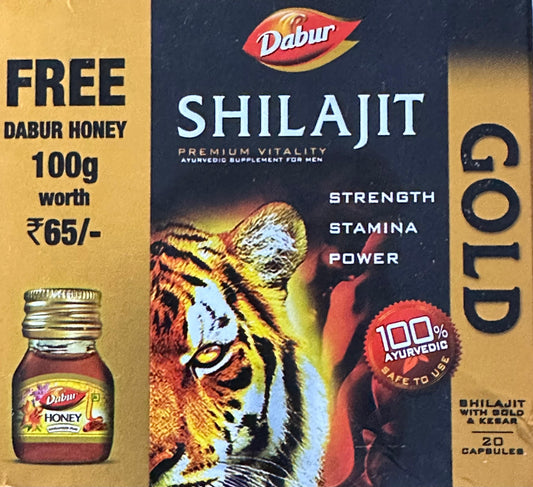 FREE
DABUR HONEY
100g
worth
₹65/-
Dabur
HONEY
Dabur
SHILAJIT
PREMIUM VITALITY
AYURVEDIC SUPPLEMENT FOR MEN
STRENGTH
STAMINA
POWER
100%
AYURVEDIC
SAFE TO USE
GOLD
SHILAJIT
WITH GOLD
& KESAR
20
CAPSULES